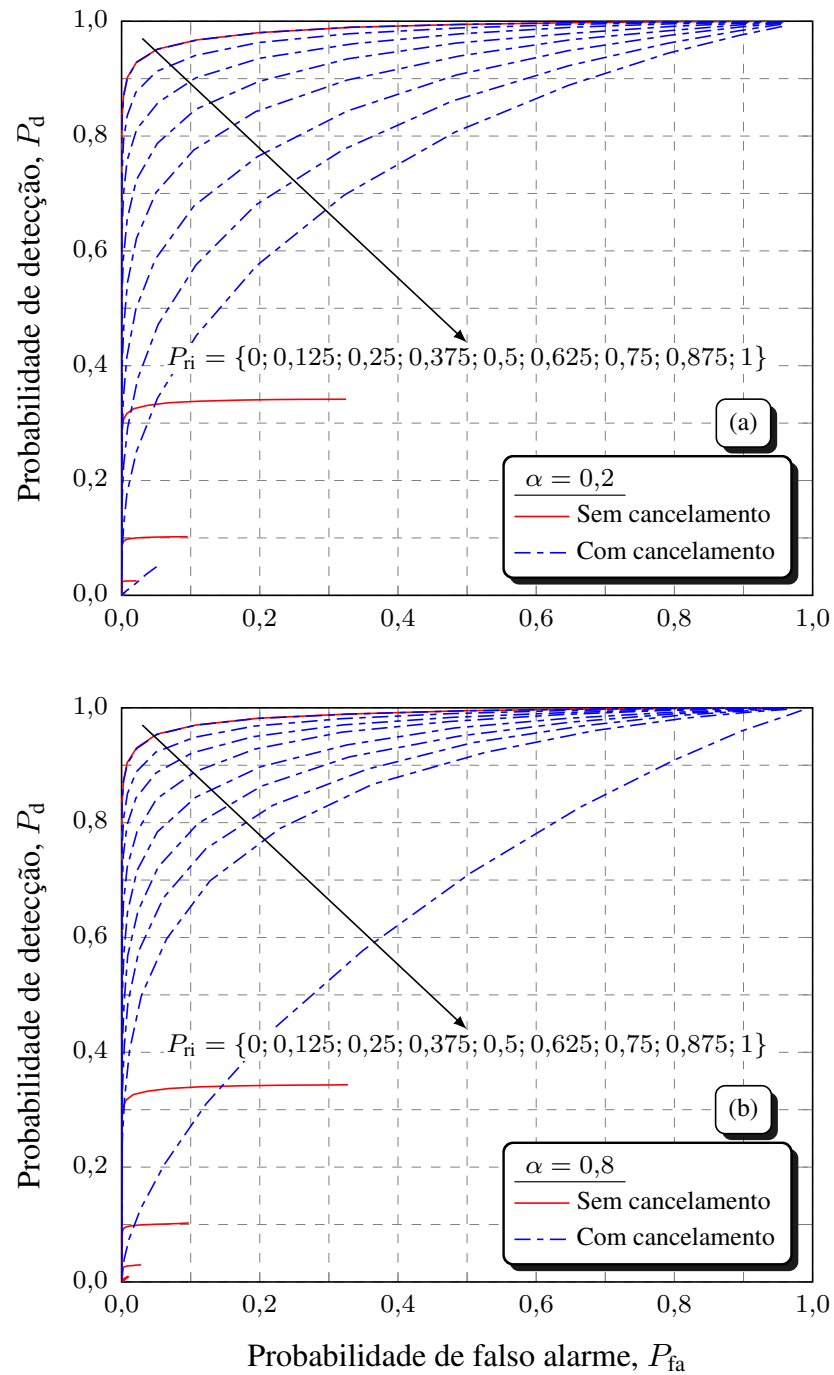 1,0
0,8
0,6
0,4
0,2
0,0
Probabilidade de detecção, P_d
P_ri = {0; 0,125; 0,25; 0,375; 0,5; 0,625; 0,75; 0,875; 1}
(a)
α = 0,2
Sem cancelamento
Com cancelamento
0,0 0,2 0,4 0,6 0,8 1,0
1,0
0,8
0,6
0,4
0,2
0,0
Probabilidade de detecção, P_d
P_ri = {0; 0,125; 0,25; 0,375; 0,5; 0,625; 0,75; 0,875; 1}
(b)
α = 0,8
Sem cancelamento
Com cancelamento
0,0 0,2 0,4 0,6 0,8 1,0
Probabilidade de falso alarme, P_fa